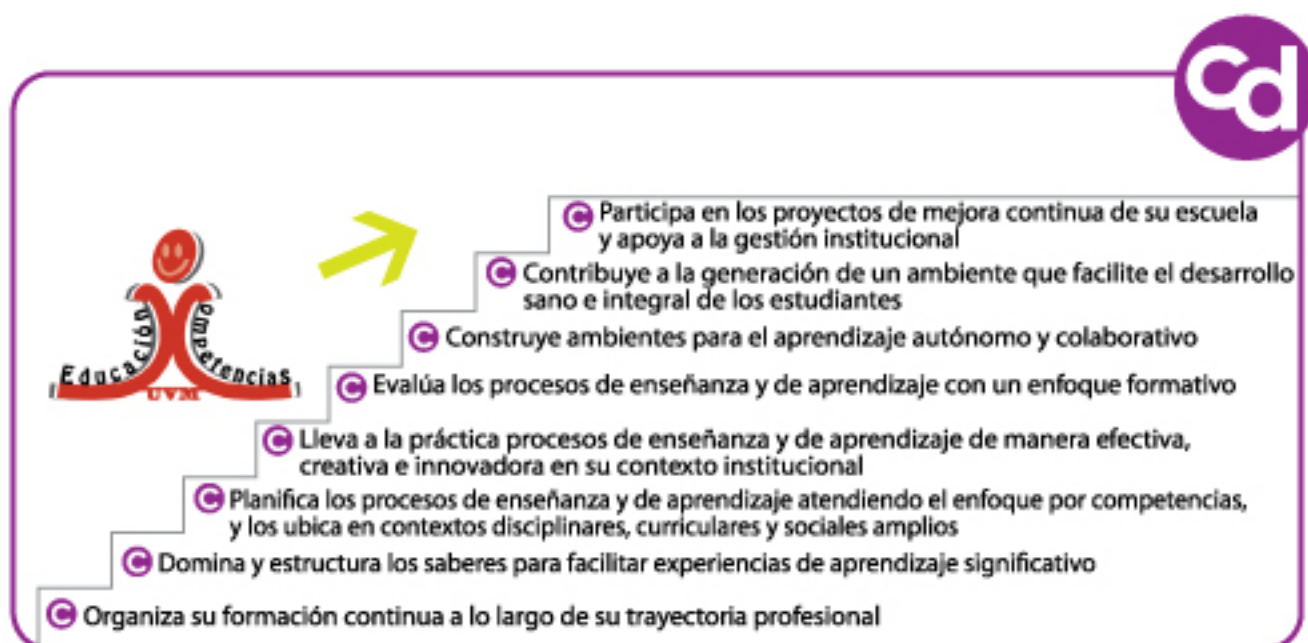 cd
Participa en los proyectos de mejora continua de su escuela
y apoya a la gestión institucional
Contribuye a la generación de un ambiente que facilite el desarrollo
sano e integral de los estudiantes
Construye ambientes para el aprendizaje autónomo y colaborativo
Educación
ompetencias
UVM
Evalúa los procesos de enseñanza y de aprendizaje con un enfoque formativo
Lleva a la práctica procesos de enseñanza y de aprendizaje de manera efectiva,
creativa e innovadora en su contexto institucional
Planifica los procesos de enseñanza y de aprendizaje atendiendo el enfoque por competencias,
y los ubica en contextos disciplinares, curriculares y sociales amplios
Domina y estructura los saberes para facilitar experiencias de aprendizaje significativo
Organiza su formación continua a lo largo de su trayectoria profesional